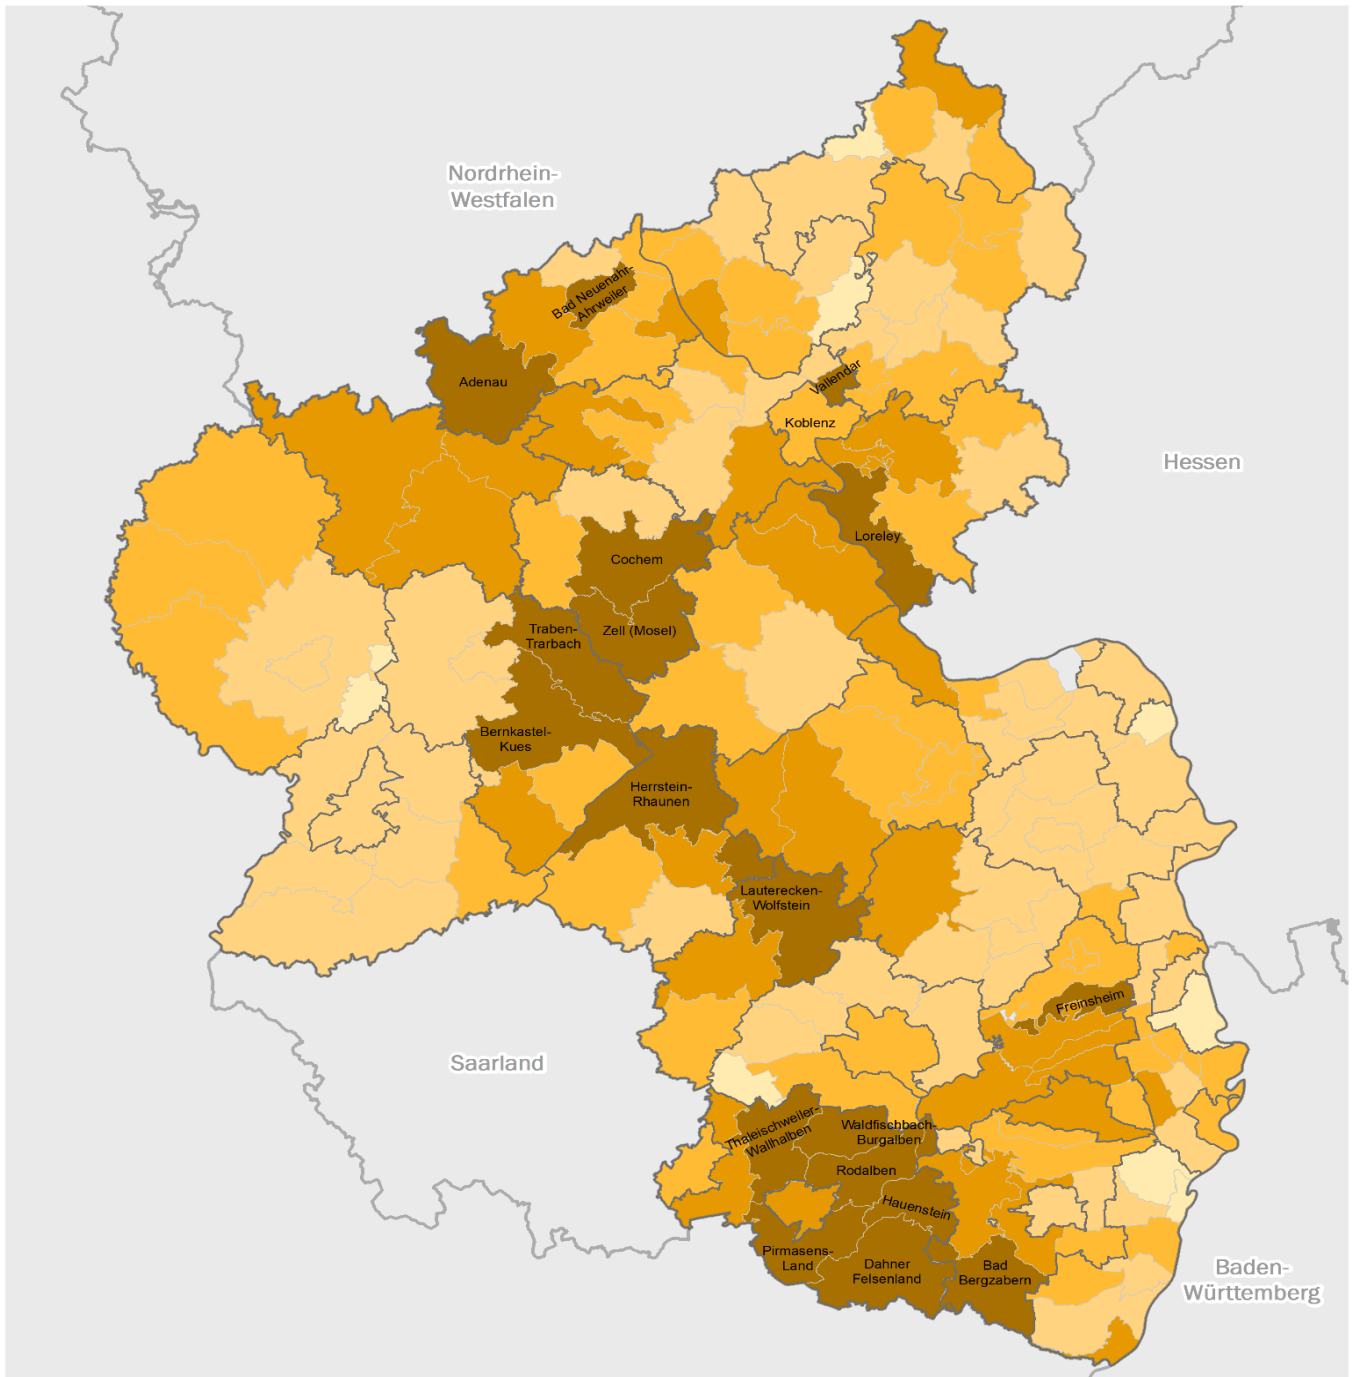 Nordrhein-
Westfalen
Bad Neuenahr-
Ahrweiler
Adenau
Vallendar
Koblenz
Hessen
Loreley
Cochem
Traben-
Trarbach
Zell (Mosel)
Bernkastel-
Kues
Herrstein-
Rhaunen
Lauterecken-
Wolfstein
Freinsheim
Saarland
Thaleischweiler-
Wallhalben
Waldfischbach-
Burgalben
Rodalben
Hauenstein
Pirmasens-
Land
Dahner
Felsenland
Bad
Bergzabern
Baden-
Württemberg